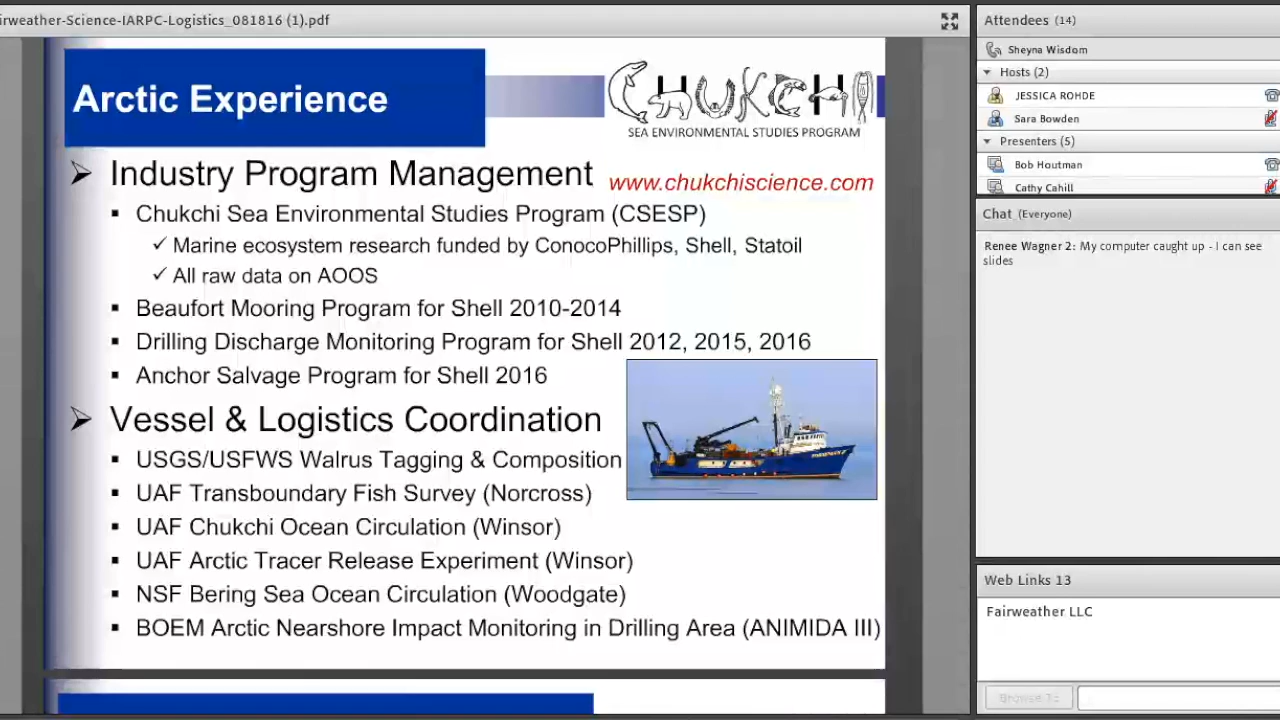 irweather-Science-IARPC-Logistics_081816 (1).pdf
Arctic Experience
CHUKCHI
SEA ENVIRONMENTAL STUDIES PROGRAM
➢ Industry Program Management
www.chukchiscience.com
▪ Chukchi Sea Environmental Studies Program (CSESP)
✓ Marine ecosystem research funded by ConocoPhillips, Shell, Statoil
✓ All raw data on AOOS
▪ Beaufort Mooring Program for Shell 2010-2014
▪ Drilling Discharge Monitoring Program for Shell 2012, 2015, 2016
▪ Anchor Salvage Program for Shell 2016
➢ Vessel & Logistics Coordination
▪ USGS/USFWS Walrus Tagging & Composition
▪ UAF Transboundary Fish Survey (Norcross)
▪ UAF Chukchi Ocean Circulation (Winsor)
▪ UAF Arctic Tracer Release Experiment (Winsor)
▪ NSF Bering Sea Ocean Circulation (Woodgate)
▪ BOEM Arctic Nearshore Impact Monitoring in Drilling Area (ANIMIDA III)
Attendees (14)
Sheyna Wisdom
Hosts (2)
JESSICA ROHDE
Sara Bowden
Presenters (5)
Bob Houtman
Cathy Cahill
Chat (Everyone)
Renee Wagner 2: My computer caught up - I can see
slides
Web Links 13
Fairweather LLC
Browse To